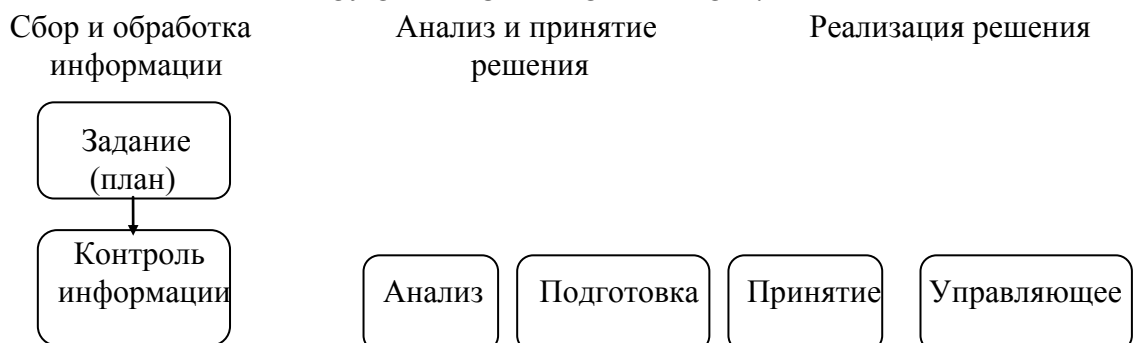 Сбор и обработка
информации
Анализ и принятие
решения
Реализация решения
Задание
(план)
Контроль
информации
Анализ
Подготовка
Принятие
Управляющее